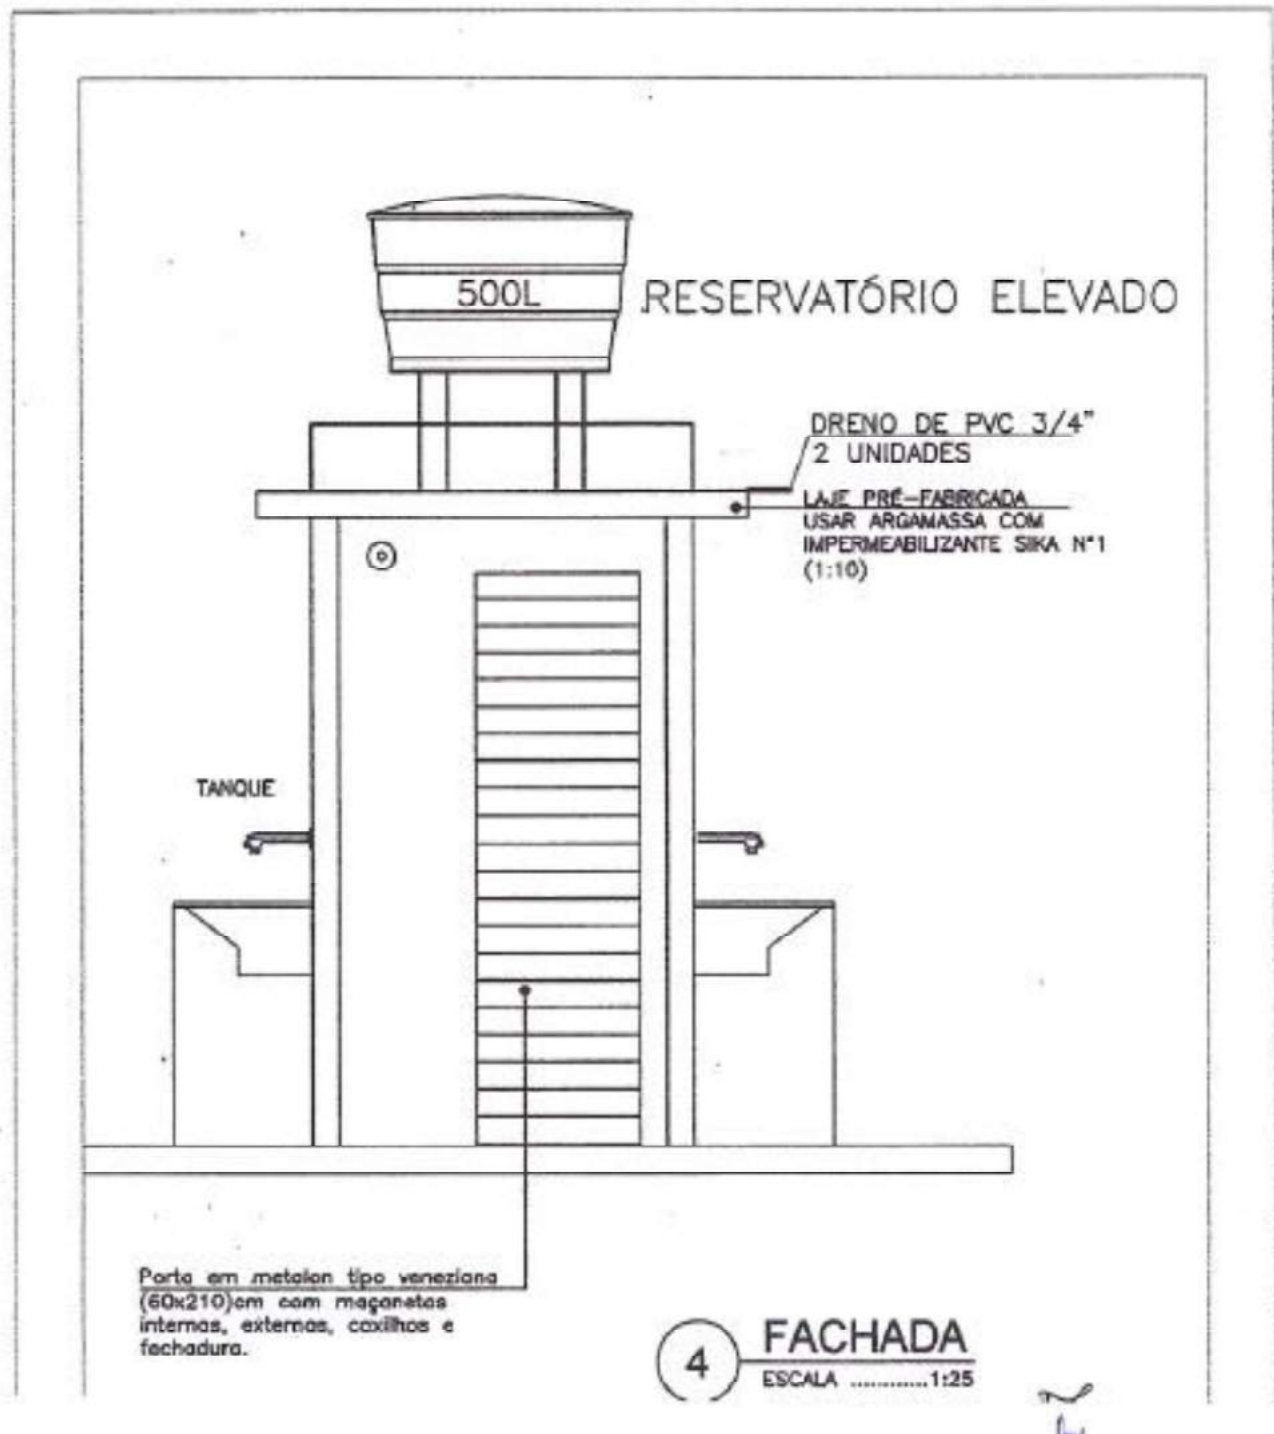 500L
RESERVATÓRIO ELEVADO
DRENO DE PVC 3/4"
2 UNIDADES
LAJE PRÉ-FABRICADA
USAR ARGAMASSA COM
IMPERMEABILIZANTE SIKA N°1
(1:10)
TANQUE
Porta em metalon tipo veneziana
(60x210)cm com maçanetas
internas, externas, caxilhos e
fechadura.
4
FACHADA
ESCALA ............1:25